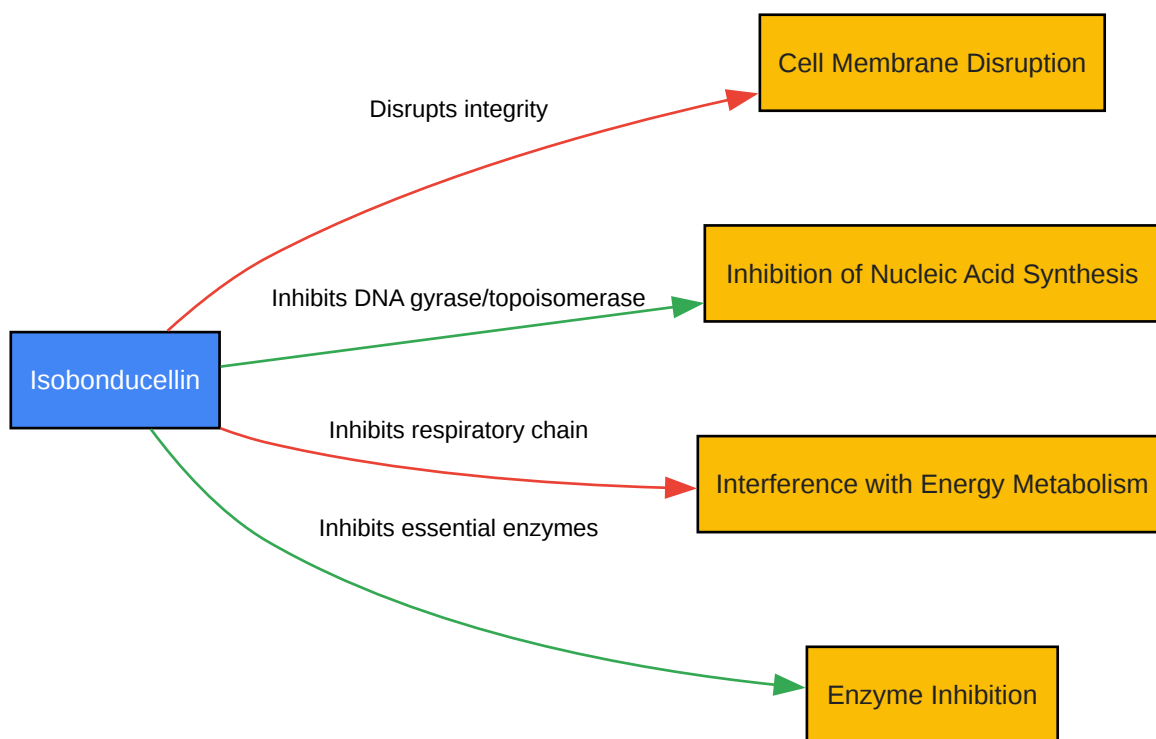 Cell Membrane Disruption
Disrupts integrity
Inhibition of Nucleic Acid Synthesis
Inhibits DNA gyrase/topoisomerase
Isobonducellin
Inhibits respiratory chain
Interference with Energy Metabolism
Inhibits essential enzymes
Enzyme Inhibition